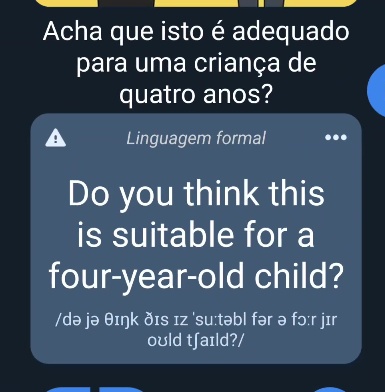 Acha que isto é adequado
para uma criança de
quatro anos?
Linguagem formal
Do you think this
is suitable for a
four-year-old child?
/də jə θɪŋk ðɪs ɪz ˈsuːtəbl fər ə fɔːr jɪr
oʊld tʃaɪld?/